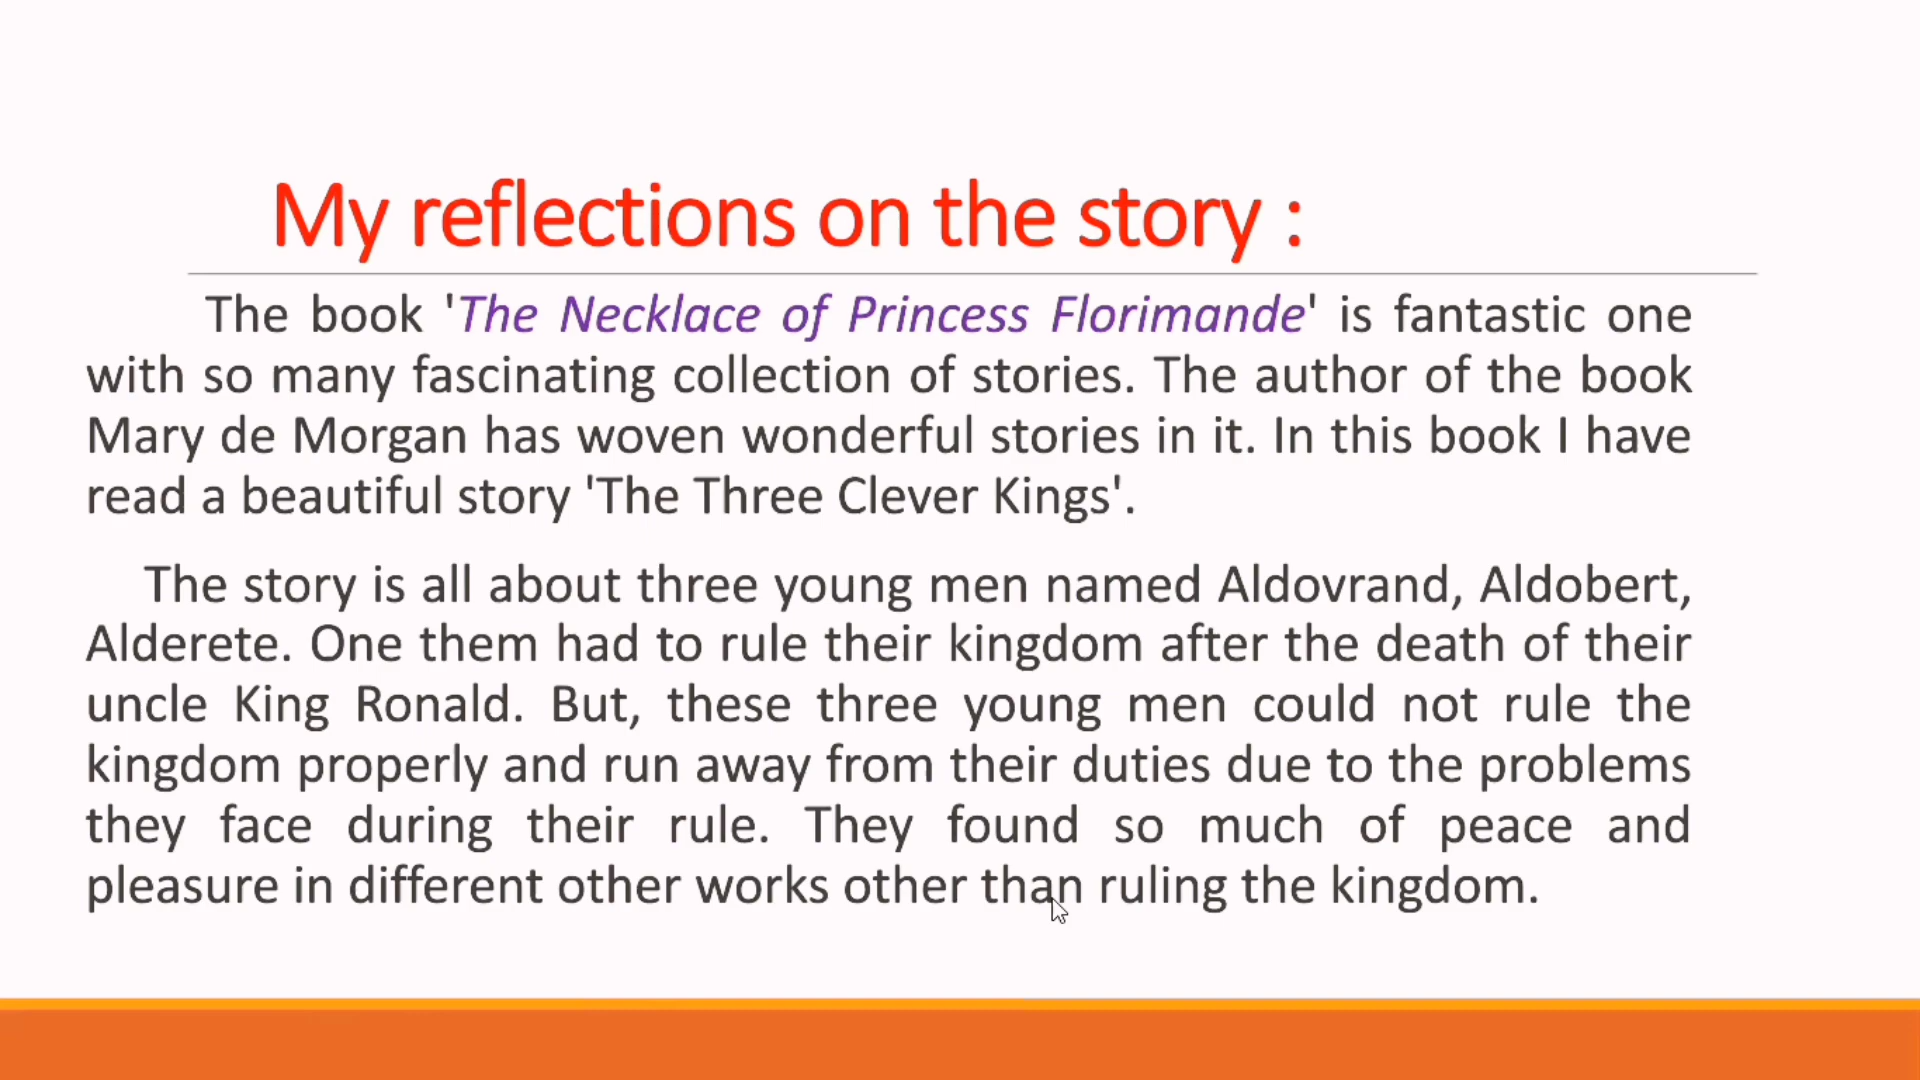 My reflections on the story :
The book 'The Necklace of Princess Florimande' is fantastic one
with so many fascinating collection of stories. The author of the book
Mary de Morgan has woven wonderful stories in it. In this book I have
read a beautiful story 'The Three Clever Kings'.
The story is all about three young men named Aldovrand, Aldobert,
Alderete. One them had to rule their kingdom after the death of their
uncle King Ronald. But, these three young men could not rule the
kingdom properly and run away from their duties due to the problems
they face during their rule. They found so much of peace and
pleasure in different other works other than ruling the kingdom.